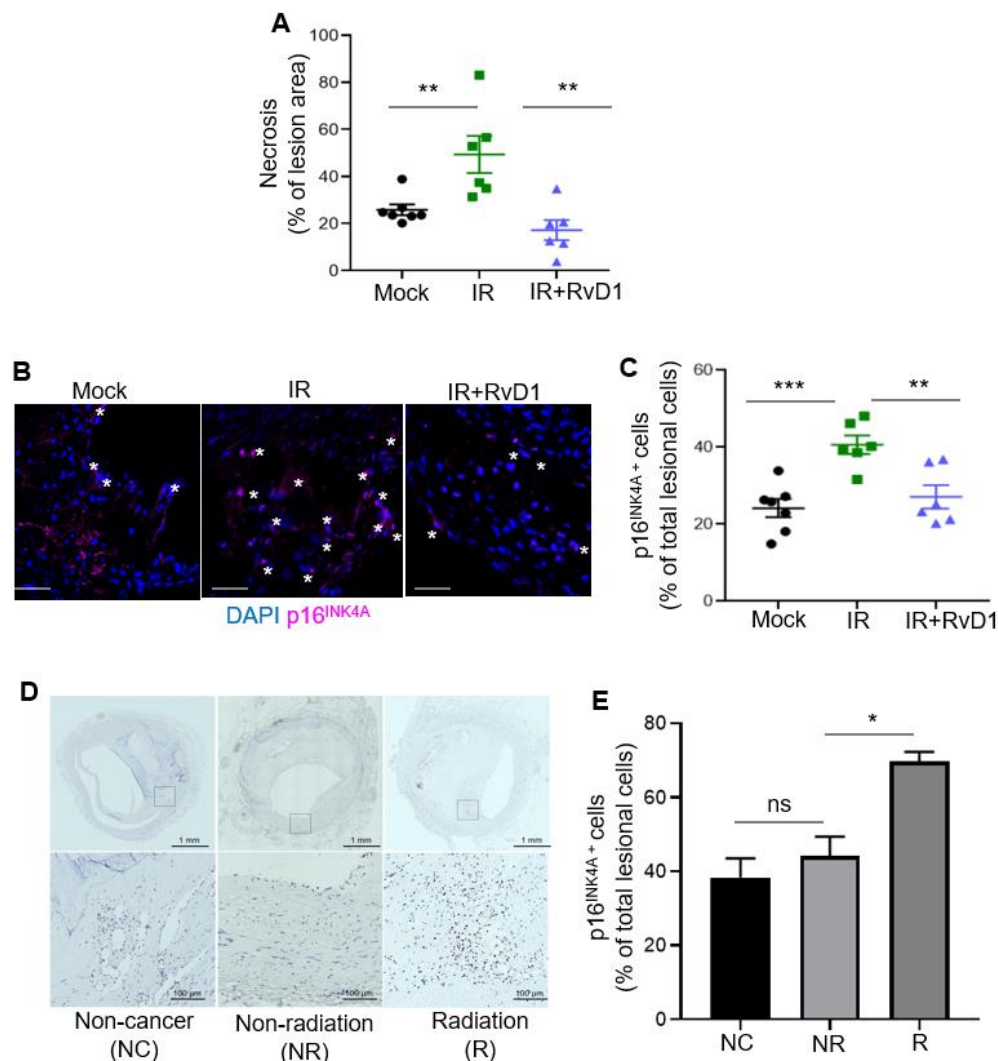 A
Necrosis
(% of lesion area)
100
80
60
40
20
0
** **
Mock IR IR+RvD1
B
Mock IR IR+RvD1
* * * * * * * * * * * * * * * * * * * * * *
DAPI p16INK4A
C
p16INK4A + cells
(% of total lesional cells)
60
40
20
0
*** **
Mock IR IR+RvD1
D
1 mm 1 mm 1 mm
100 µm 100 µm 100 µm
Non-cancer Non-radiation Radiation
(NC) (NR) (R)
E
p16INK4A + cells
(% of total lesional cells)
80
60
40
20
0
ns *
NC NR R